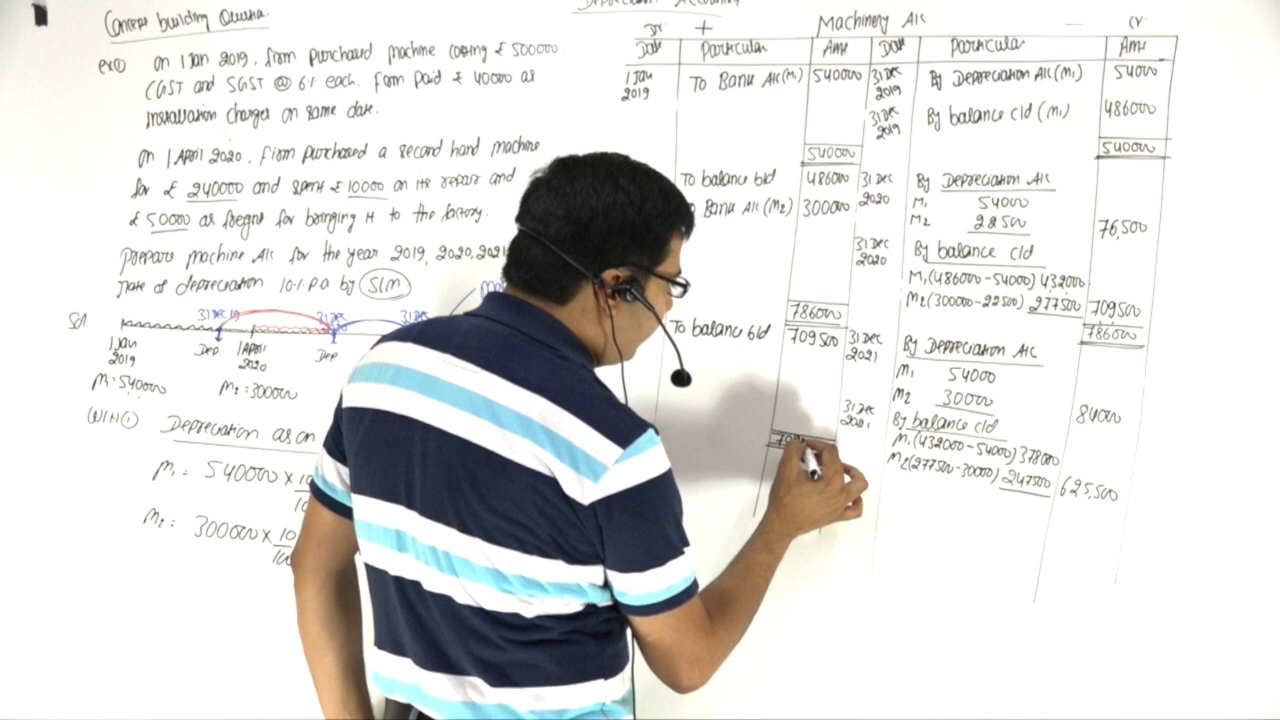 Depreciation Accounting
Concept building Question.
ex① On 1 Jan 2019, firm purchased machine costing ₹ 500000.
CGST and SGST @ 6% each. firm paid ₹ 40000 as
Installation charges on same date.
On 1 April 2020, firm purchased a second hand machine
for ₹ 240000 and spent ₹ 10000 on its repair and
₹ 50000 as freight for bringing it to the factory.
Prepare machine A/c for the year 2019, 2020, 2021
rate of depreciation 10% p.a by SLM
Sol.
31 Dec 19
1 Jan 2019
Dep
1 April 2020
Dep
M₁ = 540000
M₂ = 300000
W/N ①
Depreciation as on
M₁ = 540000 × 10
M₂ = 300000 × 10
Dr. +
Machinery A/c
— Cr.
Date Particular Amt Date Particular Amt
1 Jan 2019 To Bank A/c (M₁) 540000 31 Dec 2019 By Depreciation A/c (M₁) 54000
31 Dec 2019 By balance c/d (M₁) 486000
540000 540000
To balance b/d 486000 31 Dec 2020 By Depreciation A/c
Bank A/c (M₂) 300000 M₁ 54000
M₂ 22500 76,500
31 Dec 2020 By balance c/d
M₁ (486000-54000) 432000
M₂ (300000-22500) 277500 709500
786000 786000
To balance b/d 709500 31 Dec 2021 By Depreciation A/c
M₁ 54000
M₂ 30000 84000
31 Dec 2021 By balance c/d
M₁ (432000-54000) 378000
M₂ (277500-30000) 247500 625,500